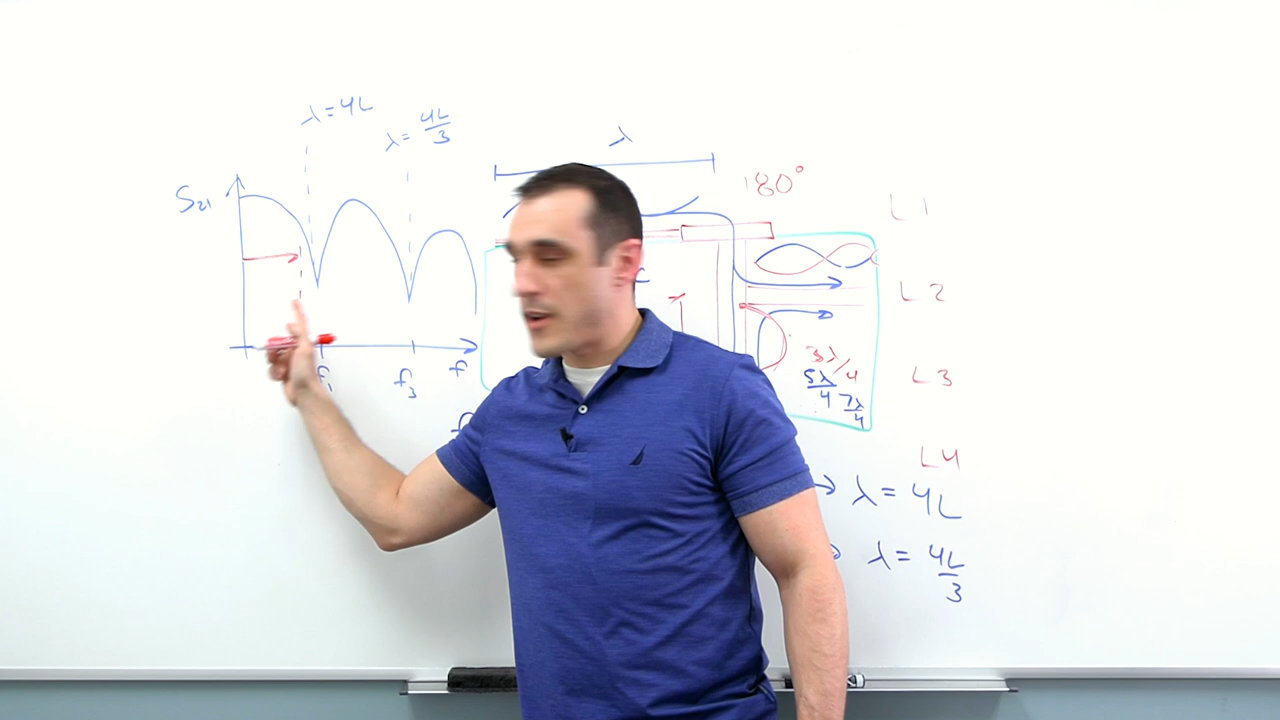 λ = 4L
λ = 4L/3
λ
180°
S21
L1
L2
3λ/4
5λ/4
7λ/4
f1
f3
f
L3
L4
→ λ = 4L
λ = 4L/3